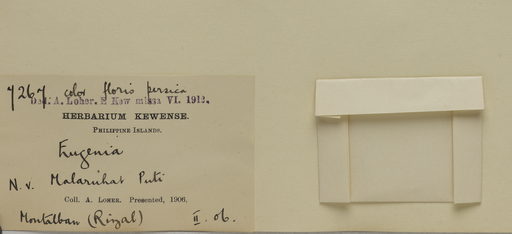 7267 color floris persica
Ded. A. Loher. E Kew missa VI. 1912.
HERBARIUM KEWENSE.
PHILIPPINE ISLANDS.
Eugenia
N. v. Malaruhat Puti
Coll. A. LOHER. Presented, 1906.
Montalban (Rizal) II. 06.